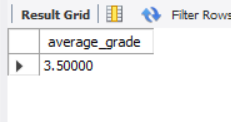 Result Grid Filter Rows
average_grade
3.50000